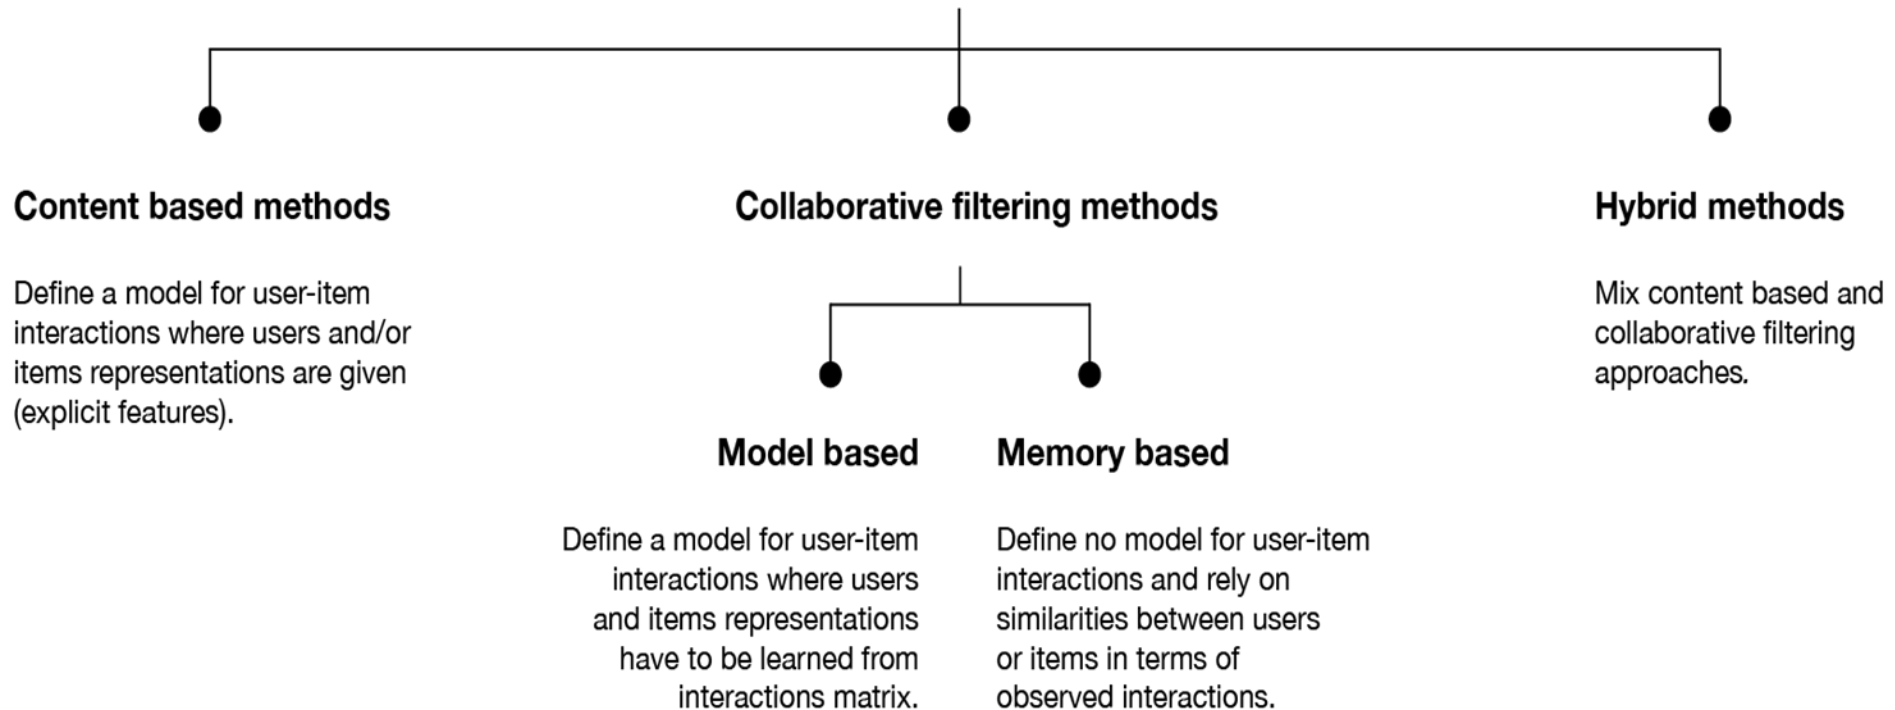 Content based methods
Define a model for user-item
interactions where users and/or
items representations are given
(explicit features).
Collaborative filtering methods
Model based
Define a model for user-item
interactions where users
and items representations
have to be learned from
interactions matrix.
Memory based
Define no model for user-item
interactions and rely on
similarities between users
or items in terms of
observed interactions.
Hybrid methods
Mix content based and
collaborative filtering
approaches.